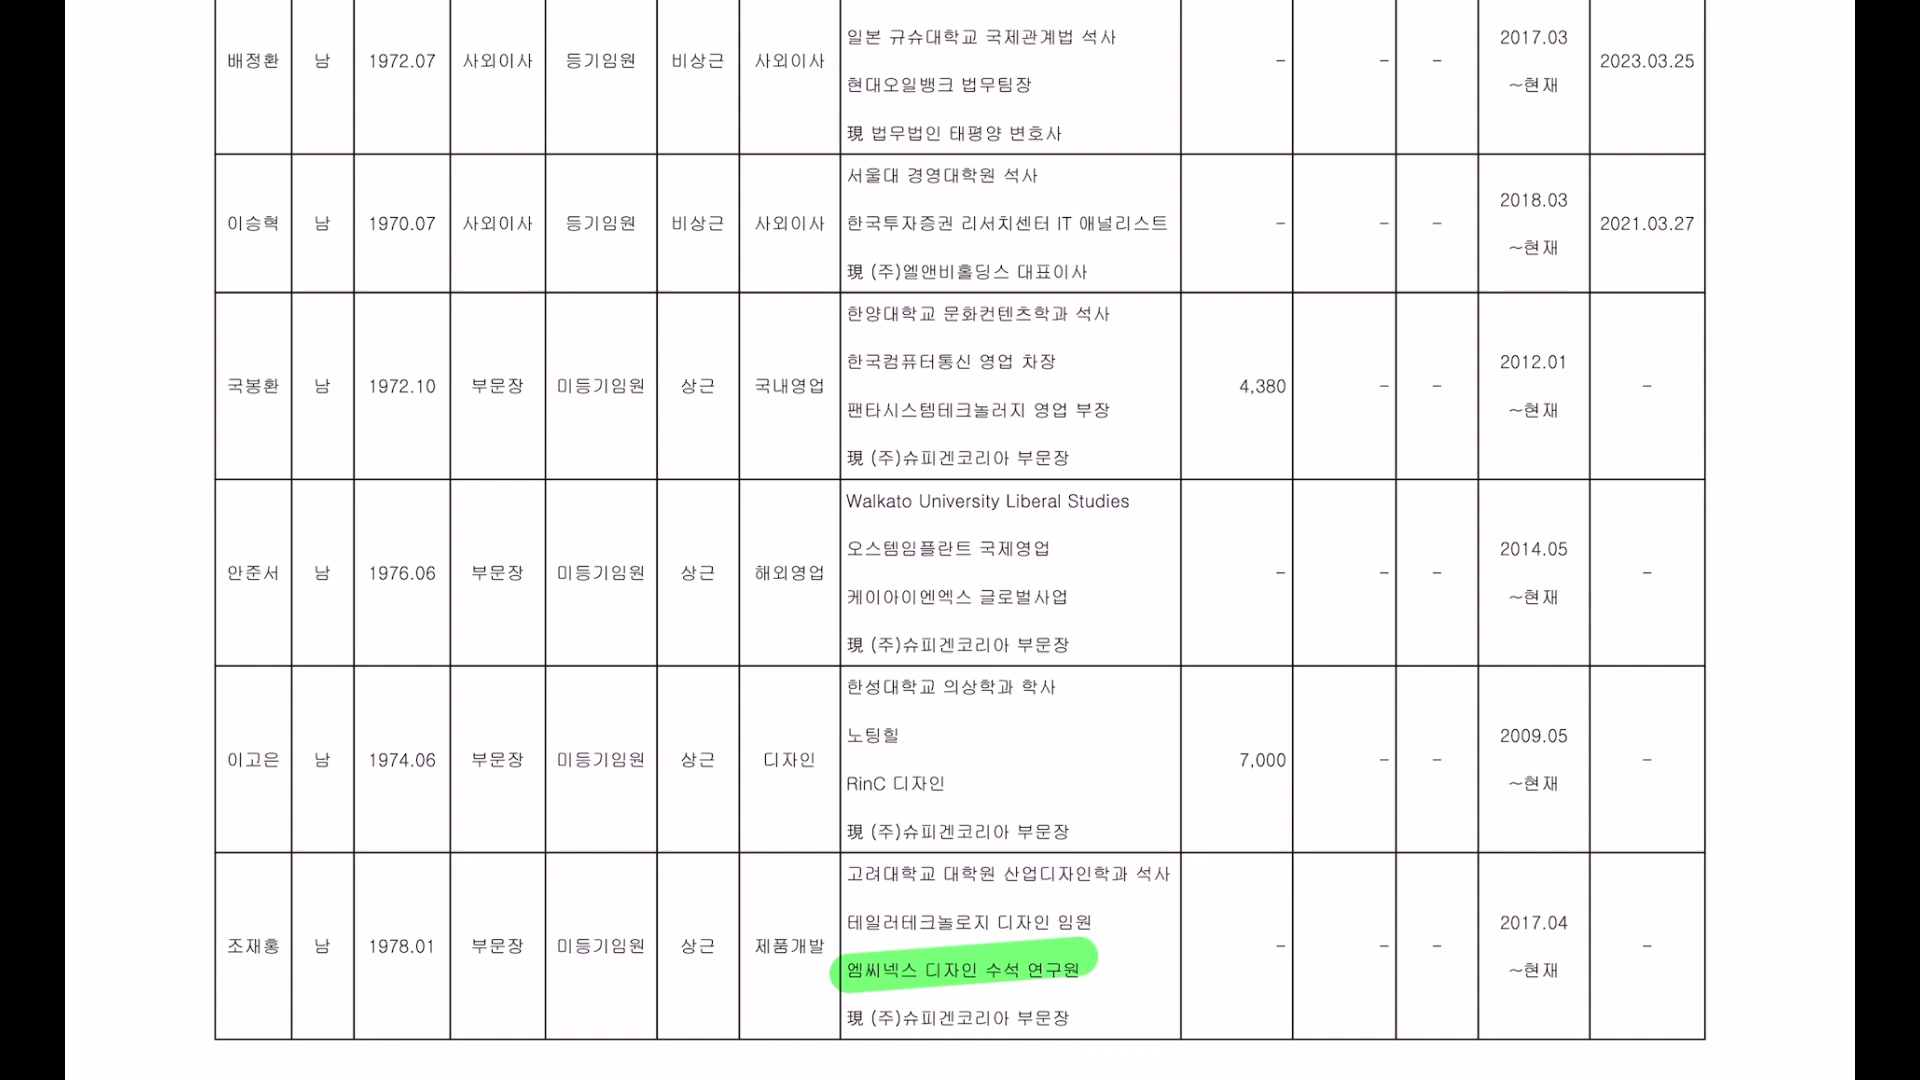 배정환 남 1972.07 사외이사 등기임원 비상근 사외이사 일본 규슈대학교 국제관계법 석사 - - - 2017.03 2023.03.25
현대오일뱅크 법무팀장 ~현재
現 법무법인 태평양 변호사
이승혁 남 1970.07 사외이사 등기임원 비상근 사외이사 서울대 경영대학원 석사 - - - 2018.03 2021.03.27
한국투자증권 리서치센터 IT 애널리스트 ~현재
現 (주)엘앤비홀딩스 대표이사
국봉환 남 1972.10 부문장 미등기임원 상근 국내영업 한양대학교 문화컨텐츠학과 석사 4,380 - - 2012.01 -
한국컴퓨터통신 영업 차장 ~현재
팬타시스템테크놀러지 영업 부장
現 (주)슈피겐코리아 부문장
안준서 남 1976.06 부문장 미등기임원 상근 해외영업 Walkato University Liberal Studies - - - 2014.05 -
오스템임플란트 국제영업 ~현재
케이아이엔엑스 글로벌사업
現 (주)슈피겐코리아 부문장
이고은 남 1974.06 부문장 미등기임원 상근 디자인 한성대학교 의상학과 학사 7,000 - - 2009.05 -
노팅힐 ~현재
RinC 디자인
現 (주)슈피겐코리아 부문장
조재홍 남 1978.01 부문장 미등기임원 상근 제품개발 고려대학교 대학원 산업디자인학과 석사 - - - 2017.04 -
테일러테크놀로지 디자인 임원 ~현재
엠씨넥스 디자인 수석 연구원
現 (주)슈피겐코리아 부문장